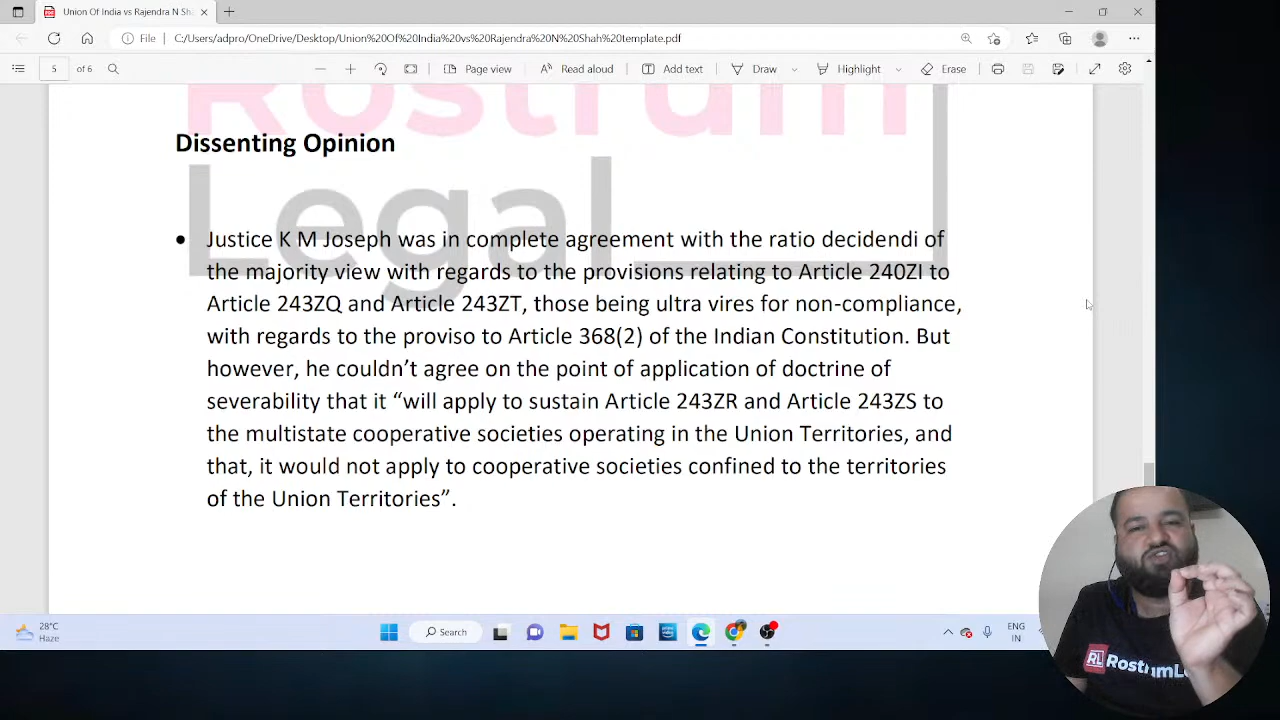 Union Of India vs Rajendra N Sha
File
C:/Users/adpro/OneDrive/Desktop/Union%20Of%20India%20vs%20Rajendra%20N%20Shah%20template.pdf
5 of 6
Page view
Read aloud
Add text
Draw
Highlight
Erase
Rostrum
Legal
Dissenting Opinion
• Justice K M Joseph was in complete agreement with the ratio decidendi of
the majority view with regards to the provisions relating to Article 240ZI to
Article 243ZQ and Article 243ZT, those being ultra vires for non-compliance,
with regards to the proviso to Article 368(2) of the Indian Constitution. But
however, he couldn’t agree on the point of application of doctrine of
severability that it “will apply to sustain Article 243ZR and Article 243ZS to
the multistate cooperative societies operating in the Union Territories, and
that, it would not apply to cooperative societies confined to the territories
of the Union Territories”.
28°C
Haze
Search
ENG
IN
RL RostrumLe